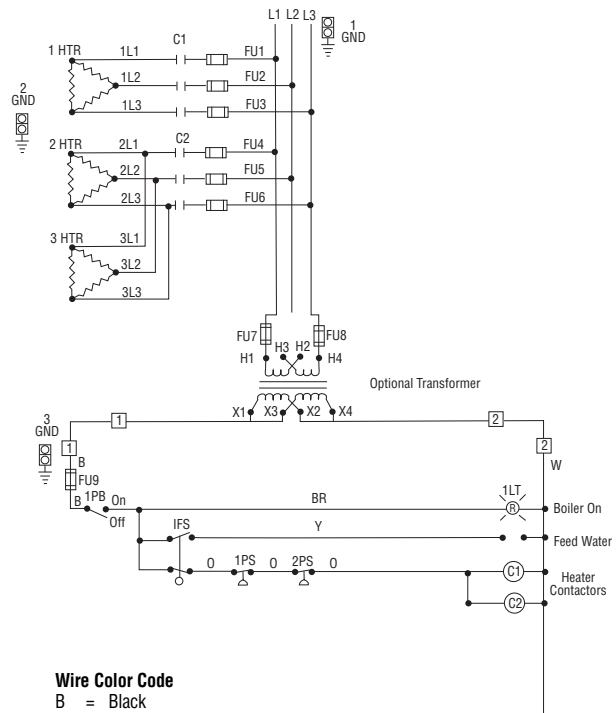 L1 L2 L3
1
GND
C1
1 HTR 1L1 FU1
1L2 FU2
1L3 FU3
2
GND
2 HTR 2L1 C2 FU4
2L2 FU5
2L3 FU6
3 HTR 3L1
3L2
3L3
FU7 FU8
H1 H3 H2 H4
Optional Transformer
X1 X3 X2 X4
1 2
3
GND
1 2
B W
FU9
B 1PB On BR 1LT R Boiler On
Off
IFS Y Feed Water
O 1PS O 2PS O C1 Heater
Contactors
C2
Wire Color Code
B = Black